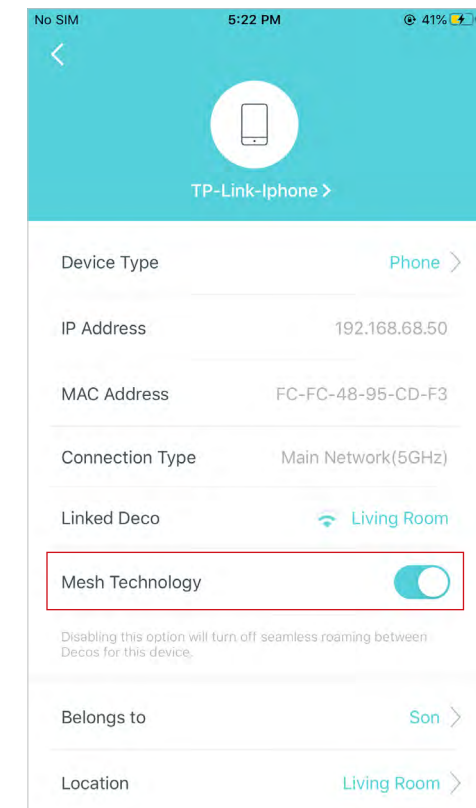 No SIM 5:22 PM 41%
TP-Link-Iphone >
Device Type Phone >
IP Address 192.168.68.50
MAC Address FC-FC-48-95-CD-F3
Connection Type Main Network(5GHz)
Linked Deco Living Room
Mesh Technology
Disabling this option will turn off seamless roaming between
Decos for this device.
Belongs to Son >
Location Living Room >